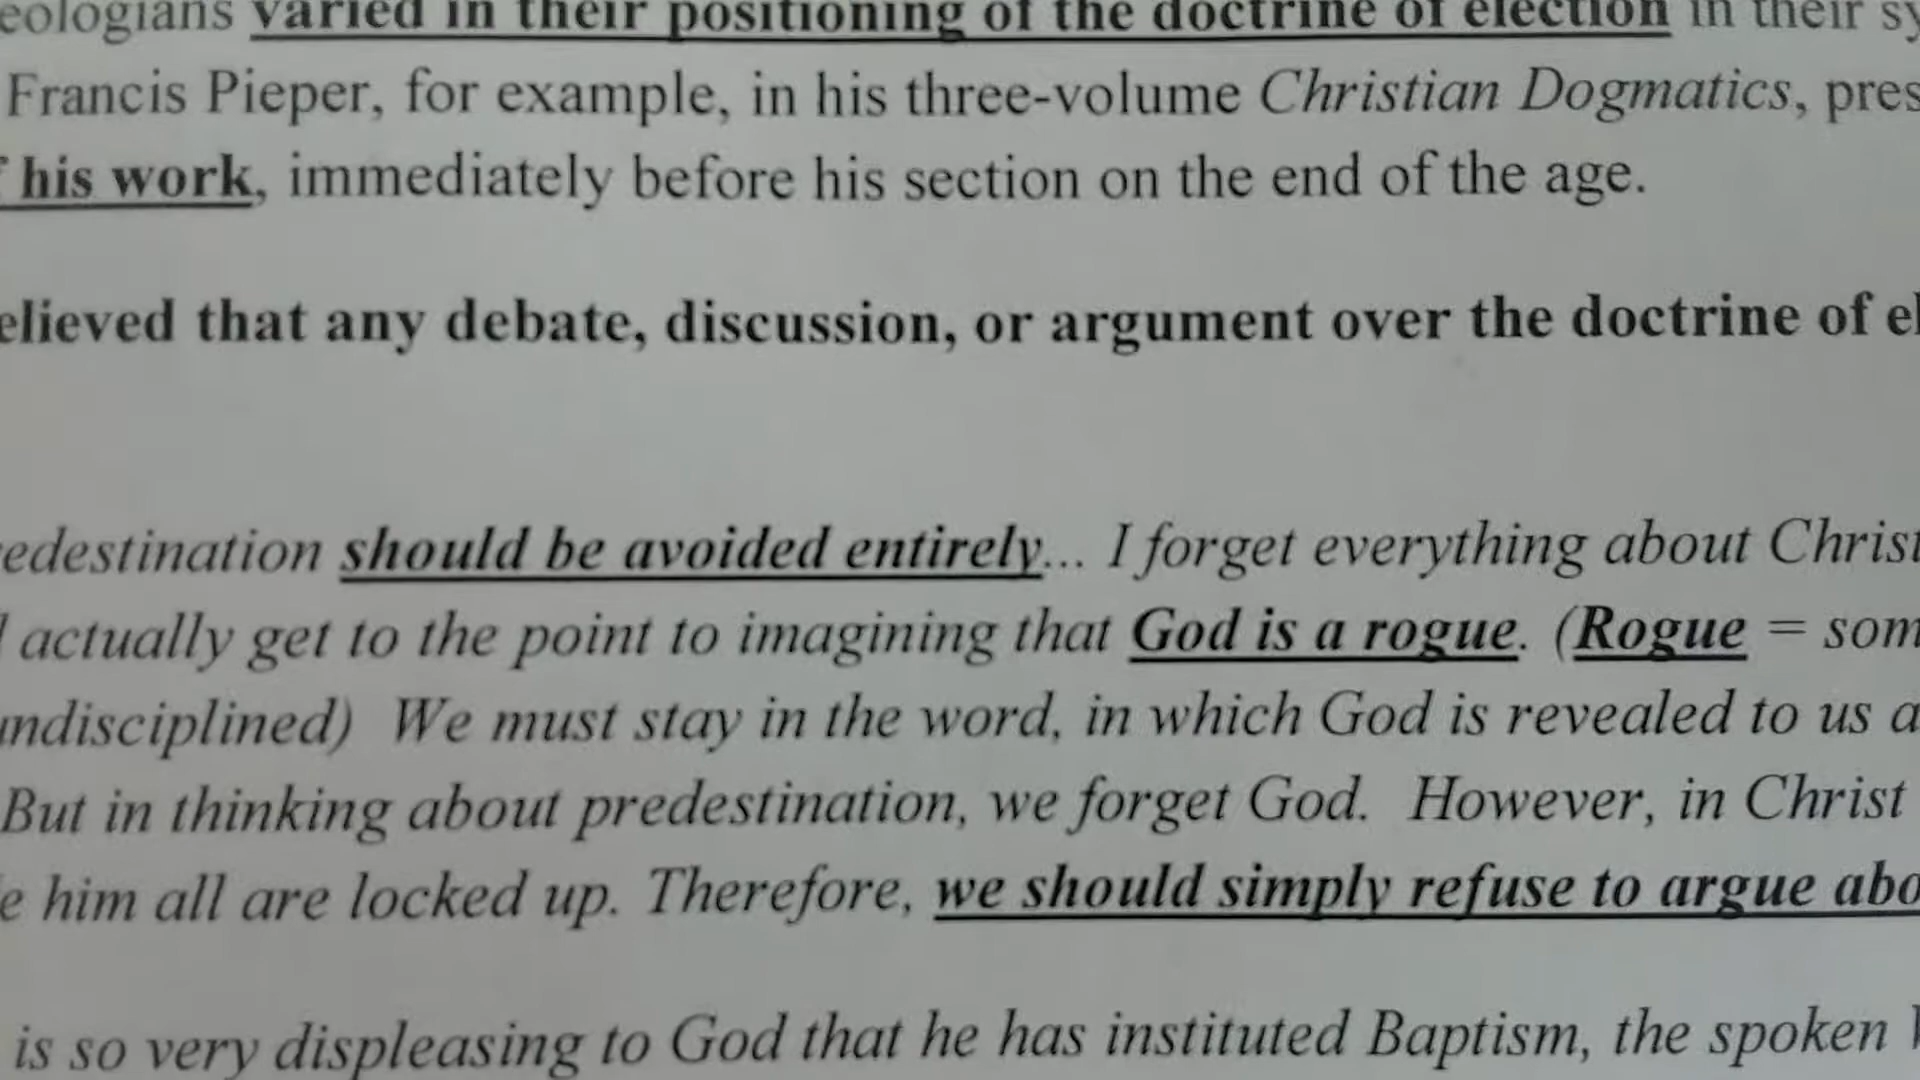 eologians varied in their positioning of the doctrine of election in their sy
Francis Pieper, for example, in his three-volume Christian Dogmatics, pres
his work, immediately before his section on the end of the age.
elieved that any debate, discussion, or argument over the doctrine of el
edestination should be avoided entirely... I forget everything about Christ
actually get to the point to imagining that God is a rogue. (Rogue = som
undisciplined) We must stay in the word, in which God is revealed to us a
But in thinking about predestination, we forget God. However, in Christ
e him all are locked up. Therefore, we should simply refuse to argue abo
is so very displeasing to God that he has instituted Baptism, the spoken